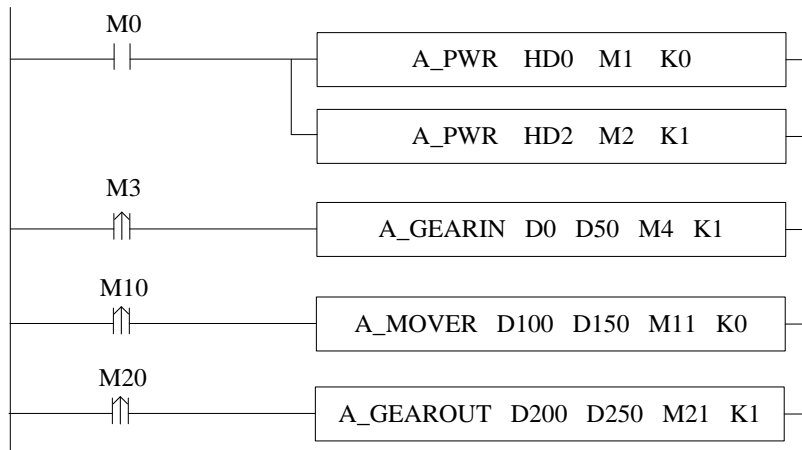 M0
A_PWR HD0 M1 K0
A_PWR HD2 M2 K1
M3
A_GEARIN D0 D50 M4 K1
M10
A_MOVER D100 D150 M11 K0
M20
A_GEAROUT D200 D250 M21 K1